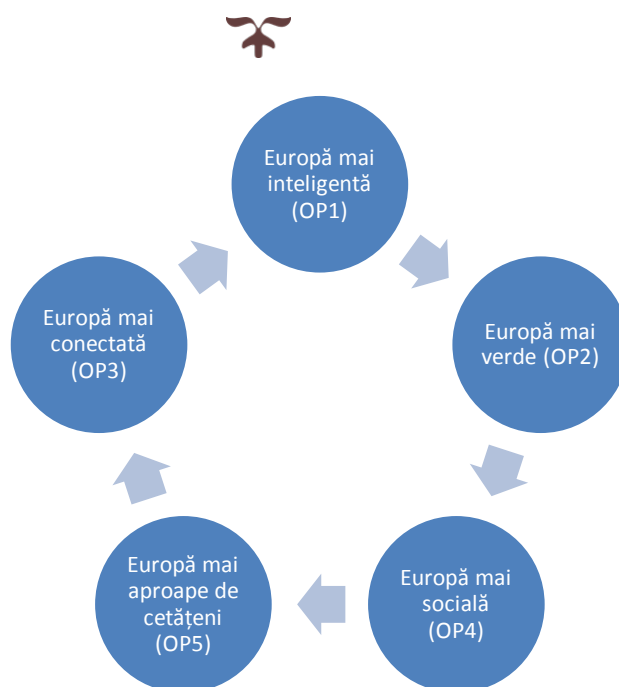 Europă mai
inteligentă
(OP1)
Europă mai
verde (OP2)
Europă mai
socială
(OP4)
Europă mai
aproape de
cetățeni
(OP5)
Europă mai
conectată
(OP3)